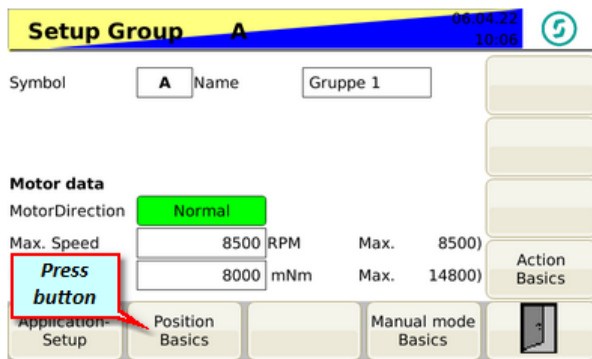 Setup Group A
06.04.22
10:06
Symbol A Name Gruppe 1
Motor data
MotorDirection Normal
Max. Speed 8500 RPM Max. 8500)
8000 mNm Max. 14800)
Action
Basics
Press
button
Application-
Setup
Position
Basics
Manual mode
Basics